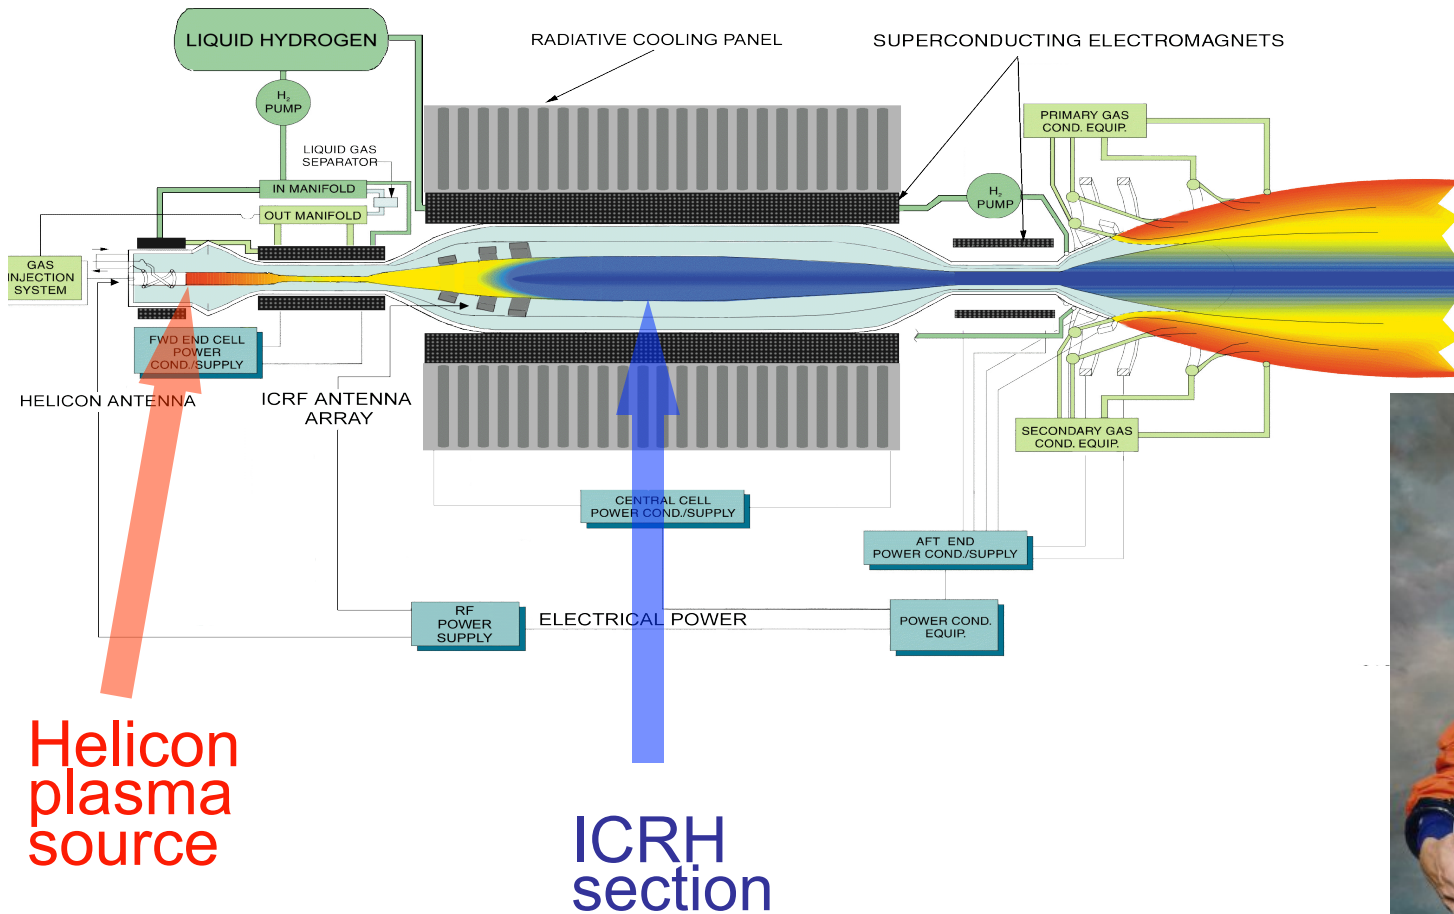 LIQUID HYDROGEN
RADIATIVE COOLING PANEL
SUPERCONDUCTING ELECTROMAGNETS
H2
PUMP
PRIMARY GAS
COND. EQUIP.
LIQUID GAS
SEPARATOR
IN MANIFOLD
OUT MANIFOLD
H2
PUMP
GAS
INJECTION
SYSTEM
FWD END CELL
POWER
COND./SUPPLY
HELICON ANTENNA
ICRF ANTENNA
ARRAY
SECONDARY GAS
COND. EQUIP.
CENTRAL CELL
POWER COND./SUPPLY
AFT END
POWER COND./SUPPLY
RF
POWER
SUPPLY
ELECTRICAL POWER
POWER COND.
EQUIP.
Helicon
plasma
source
ICRH
section